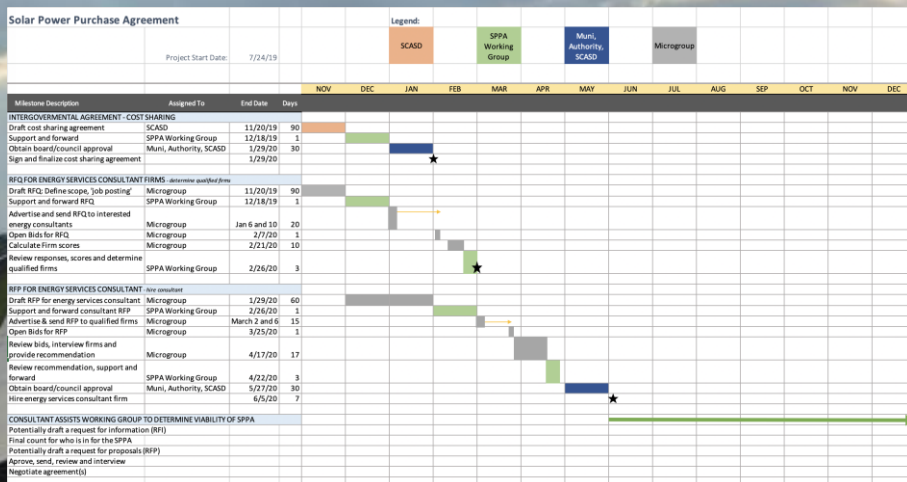 Solar Power Purchase Agreement
Legend:
SCASD
SPPA
Working
Group
Muni,
Authority,
SCASD
Microgroup
Project Start Date: 7/24/19
NOV DEC JAN FEB MAR APR MAY JUN JUL AUG SEP OCT NOV DEC
Milestone Description Assigned To End Date Days
INTERGOVERMENTAL AGREEMENT - COST SHARING
Draft cost sharing agreement SCASD 11/20/19 90
Support and forward SPPA Working Group 12/18/19 1
Obtain board/council approval Muni, Authority, SCASD 1/29/20 30
Sign and finalize cost sharing agreement 1/29/20
RFQ FOR ENERGY SERVICES CONSULTANT FIRMS - determine qualified firms
Draft RFQ: Define scope, 'job posting' Microgroup 11/20/19 90
Support and forward RFQ SPPA Working Group 12/18/19 1
Advertise and send RFQ to interested
energy consultants Microgroup Jan 6 and 10 20
Open Bids for RFQ Microgroup 2/7/20 1
Calculate Firm scores Microgroup 2/21/20 10
Review responses, scores and determine
qualified firms SPPA Working Group 2/26/20 3
RFP FOR ENERGY SERVICES CONSULTANT - hire consultant
Draft RFP for energy services consultant Microgroup 1/29/20 60
Support and forward consultant RFP SPPA Working Group 2/26/20 1
Advertise & send RFP to qualified firms Microgroup March 2 and 6 15
Open Bids for RFP Microgroup 3/25/20 1
Review bids, interview firms and
provide recommendation Microgroup 4/17/20 17
Review recommendation, support and
forward SPPA Working Group 4/22/20 3
Obtain board/council approval Muni, Authority, SCASD 5/27/20 30
Hire energy services consultant firm 6/5/20 7
CONSULTANT ASSISTS WORKING GROUP TO DETERMINE VIABILITY OF SPPA
Potentially draft a request for information (RFI)
Final count for who is in for the SPPA
Potentially draft a request for proposals (RFP)
Aprove, send, review and interview
Negotiate agreement(s)